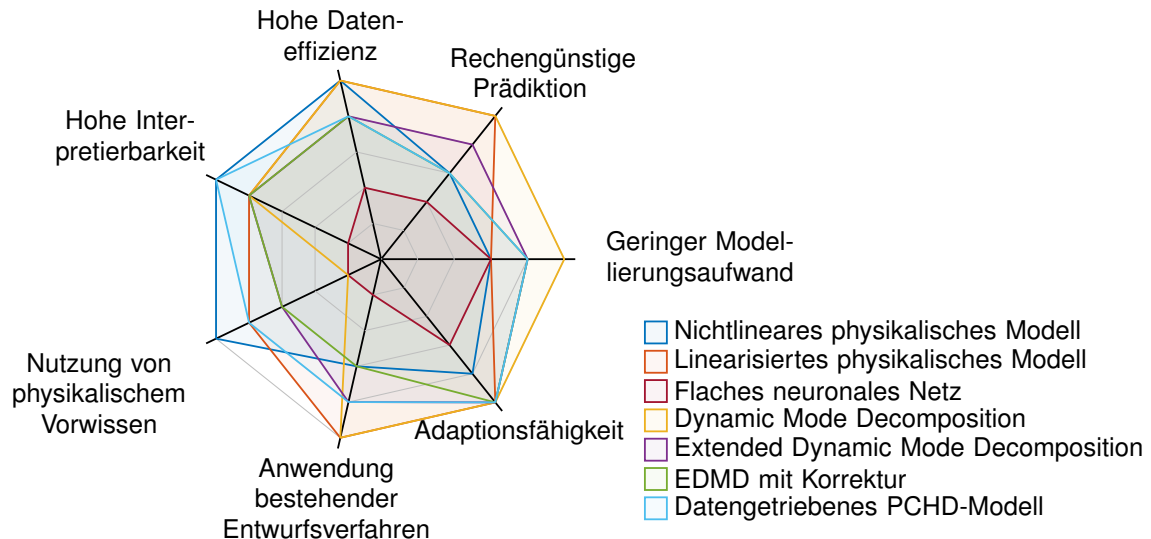 Hohe Daten-
effizienz
Rechengünstige
Prädiktion
Hohe Inter-
pretierbarkeit
Geringer Model-
lierungsaufwand
Nutzung von
physikalischem
Vorwissen
Adaptionsfähigkeit
Anwendung
bestehender
Entwurfsverfahren
Nichtlineares physikalisches Modell
Linearisiertes physikalisches Modell
Flaches neuronales Netz
Dynamic Mode Decomposition
Extended Dynamic Mode Decomposition
EDMD mit Korrektur
Datengetriebenes PCHD-Modell